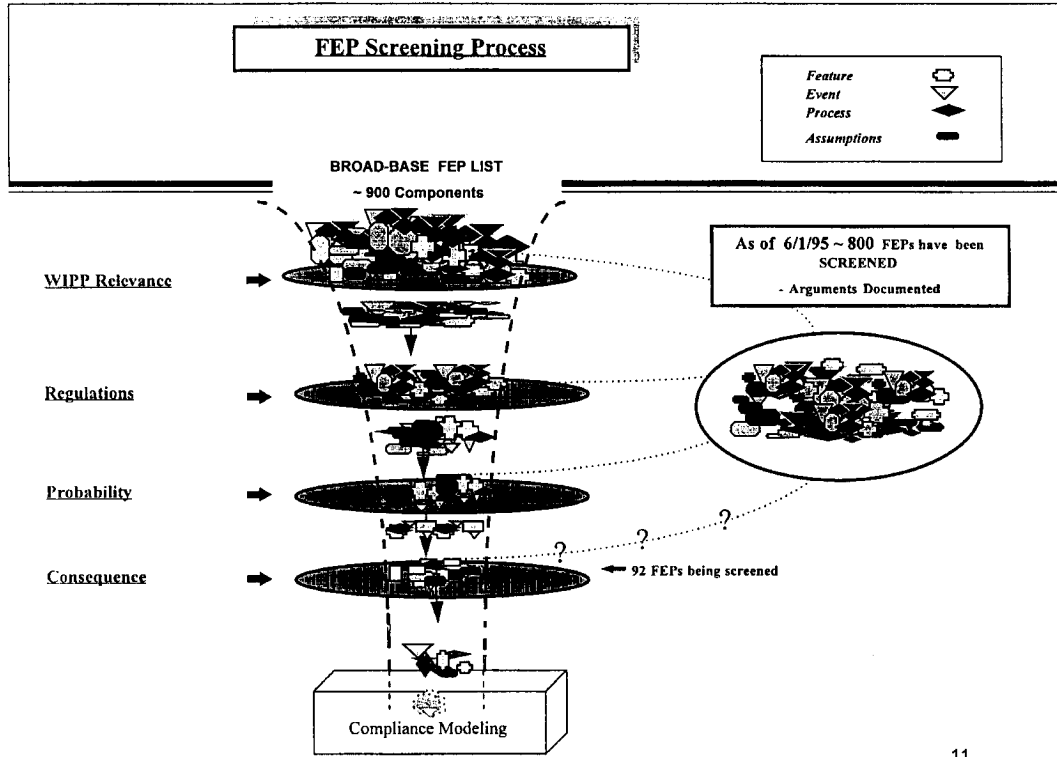 FEP Screening Process
Feature
Event
Process
Assumptions
BROAD-BASE FEP LIST
~ 900 Components
As of 6/1/95 ~ 800 FEPs have been
SCREENED
- Arguments Documented
WIPP Relevance
Regulations
Probability
?
?
?
Consequence
92 FEPs being screened
Compliance Modeling
11